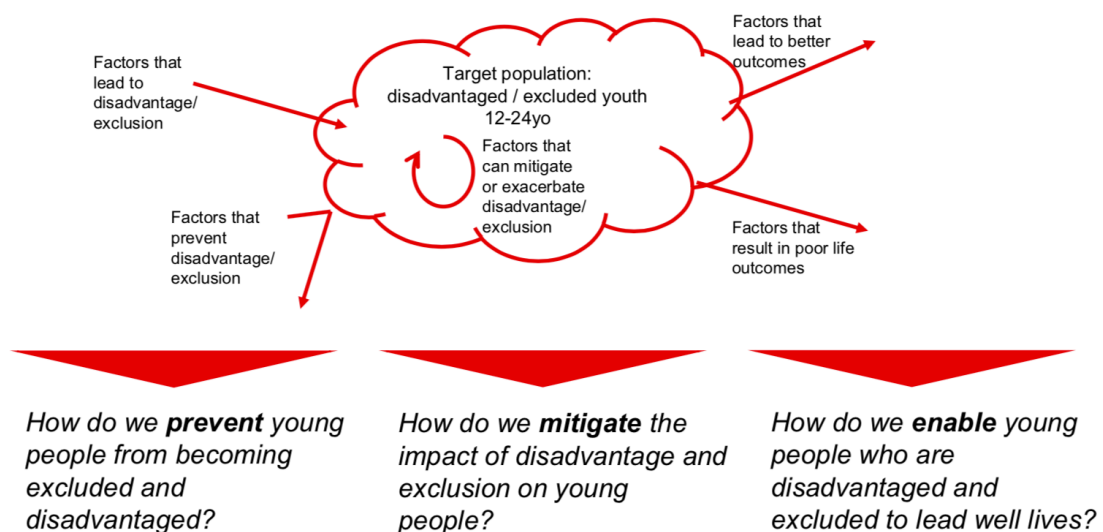 Factors that
lead to
disadvantage/
exclusion
Target population:
disadvantaged / excluded youth
12-24yo
Factors that
can mitigate
or exacerbate
disadvantage/
exclusion
Factors that
lead to better
outcomes
Factors that
prevent
disadvantage/
exclusion
Factors that
result in poor life
outcomes
How do we prevent young
people from becoming
excluded and
disadvantaged?
How do we mitigate the
impact of disadvantage and
exclusion on young
people?
How do we enable young
people who are
disadvantaged and
excluded to lead well lives?